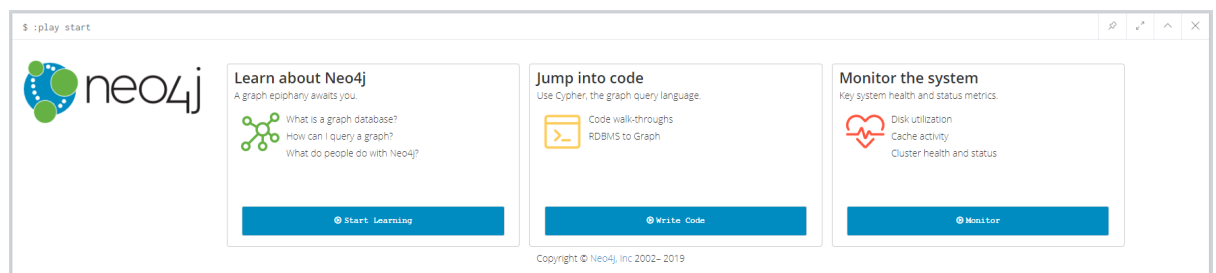 $ :play start
neo4j
Learn about Neo4j
A graph epiphany awaits you.
What is a graph database?
How can I query a graph?
What do people do with Neo4j?
Start Learning
Jump into code
Use Cypher, the graph query language.
Code walk-throughs
RDBMS to Graph
Write Code
Monitor the system
Key system health and status metrics.
Disk utilization
Cache activity
Cluster health and status
Monitor
Copyright © Neo4j, Inc 2002– 2019